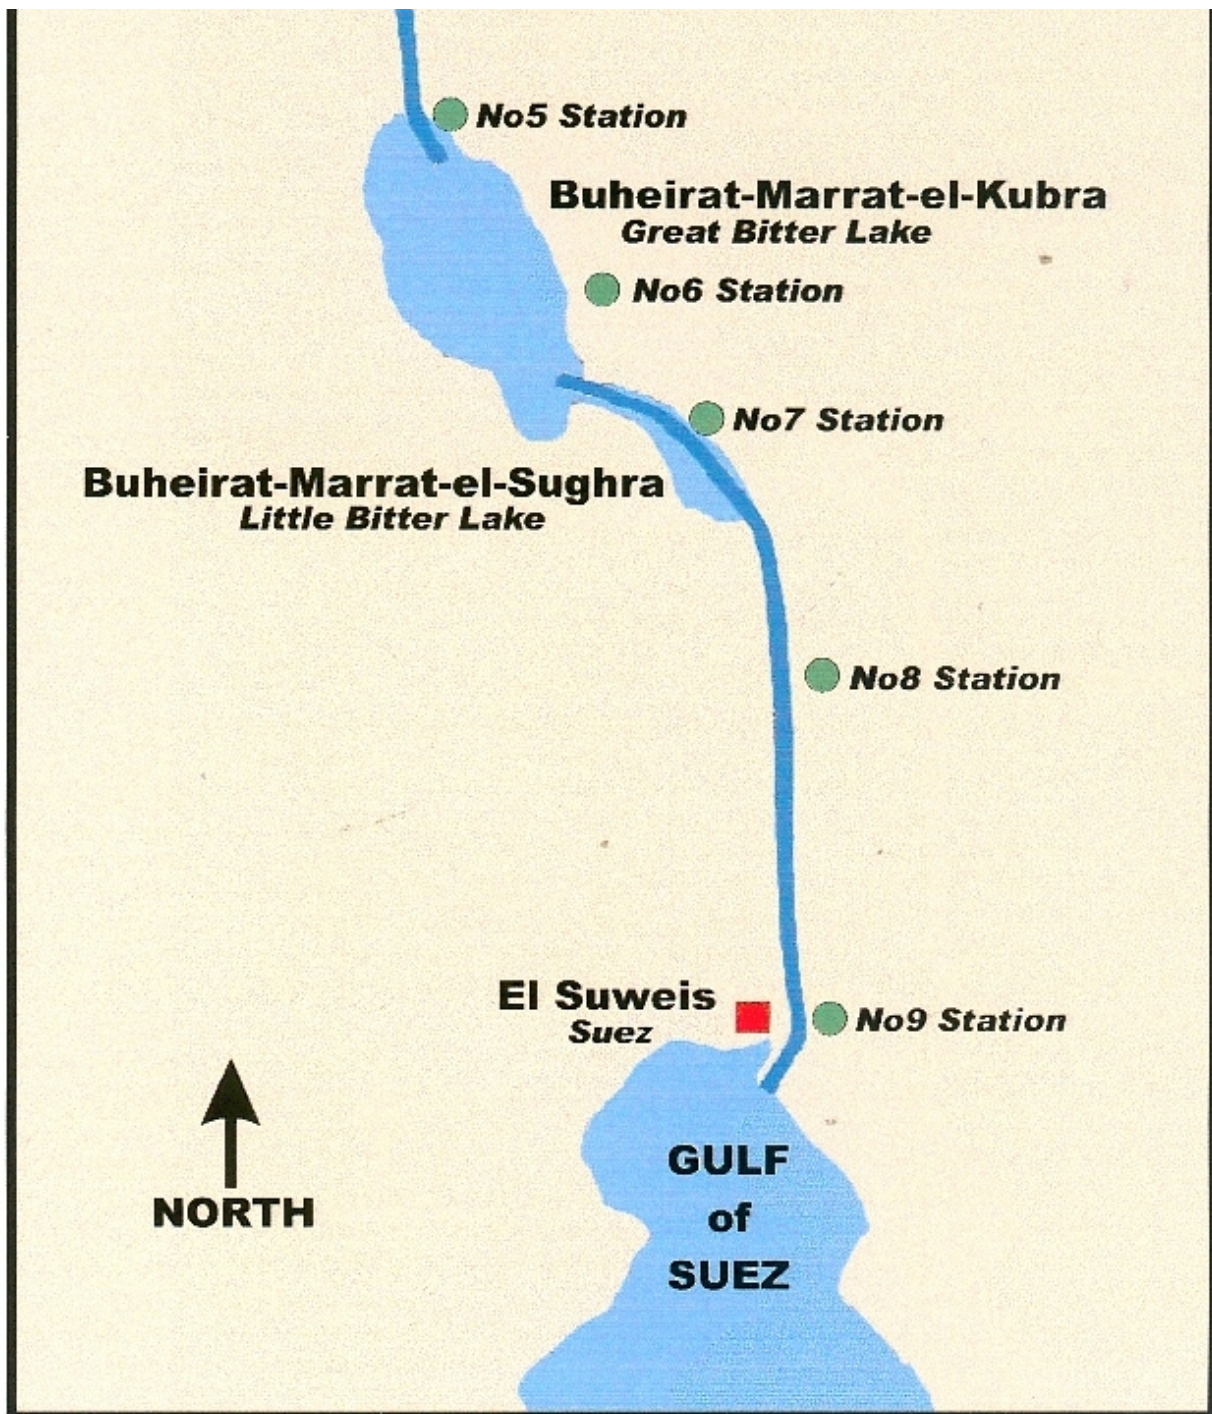 No5 Station
Buheirat-Marrat-el-Kubra
Great Bitter Lake
No6 Station
No7 Station
Buheirat-Marrat-el-Sughra
Little Bitter Lake
No8 Station
El Suweis
Suez
No9 Station
GULF
of
SUEZ
NORTH